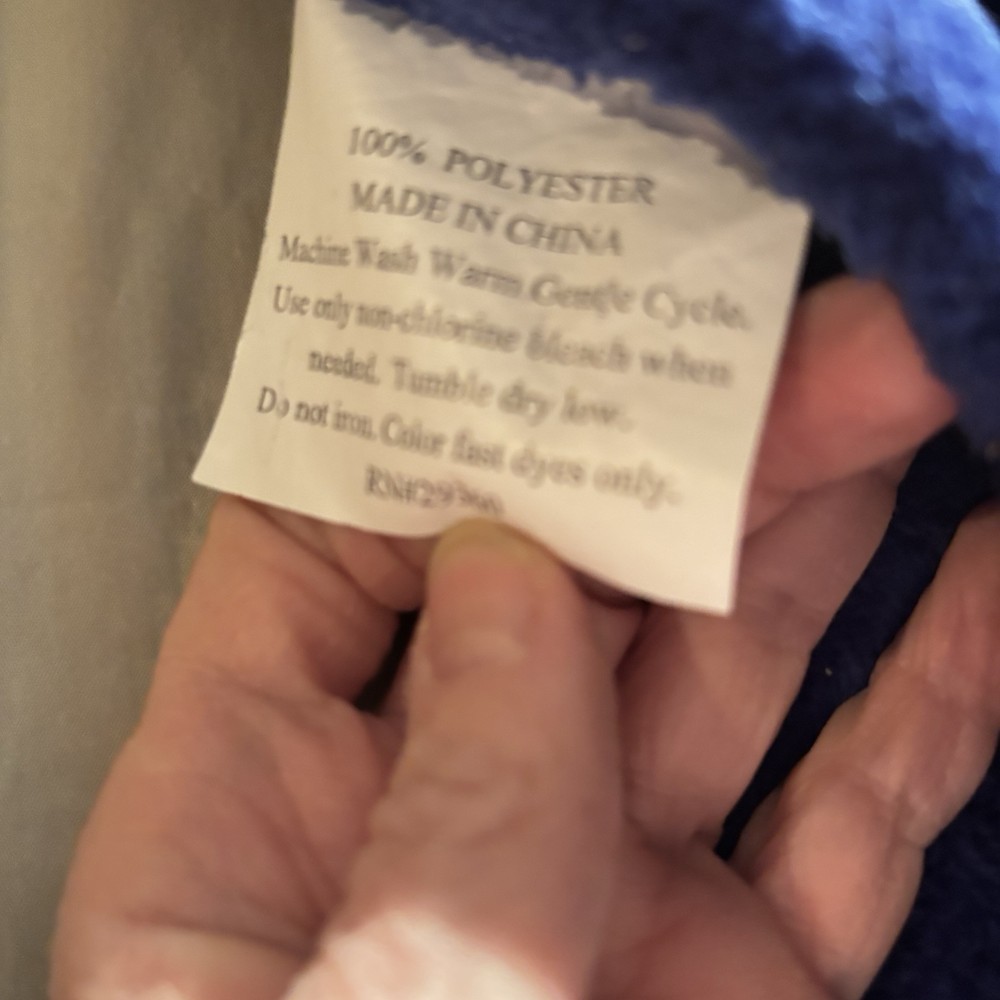 100% POLYESTER
MADE IN CHINA
Machine Wash Warm Gentle Cycle.
Use only non-chlorine bleach when
needed. Tumble dry low.
Do not iron. Color fast dyes only.